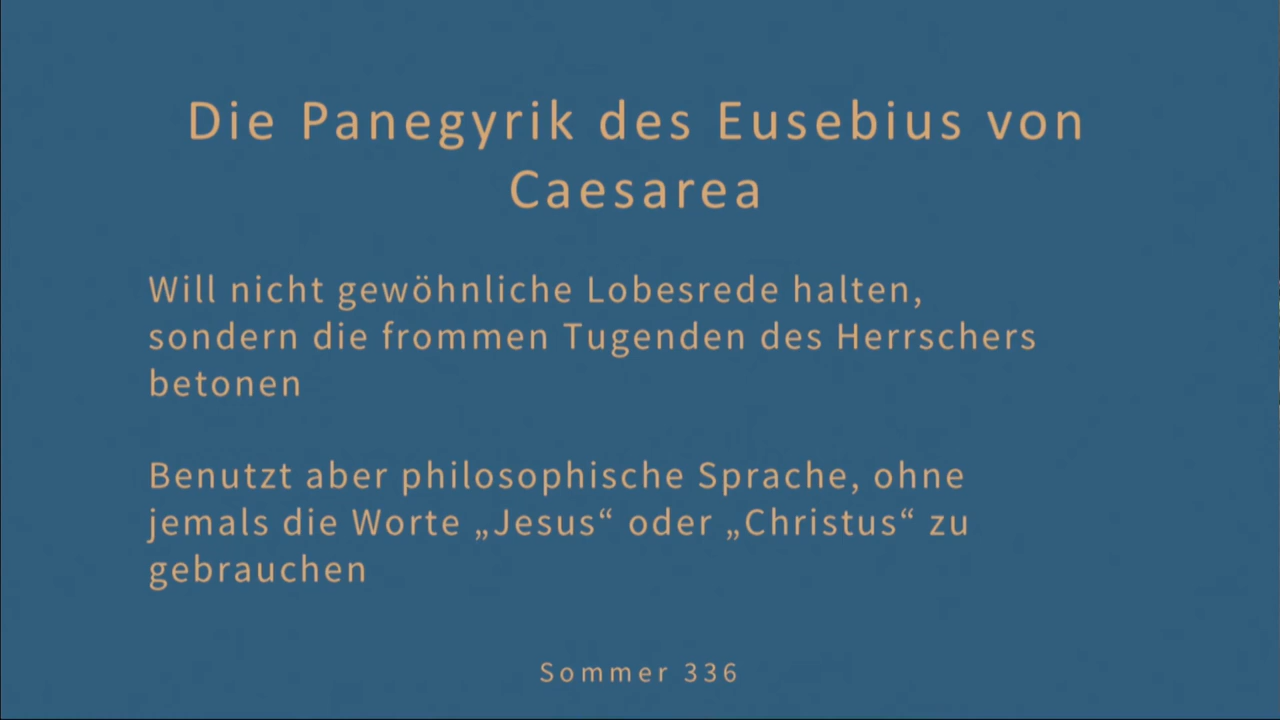 Die Panegyrik des Eusebius von
Caesarea
Will nicht gewöhnliche Lobesrede halten,
sondern die frommen Tugenden des Herrschers
betonen
Benutzt aber philosophische Sprache, ohne
jemals die Worte „Jesus“ oder „Christus“ zu
gebrauchen
Sommer 336